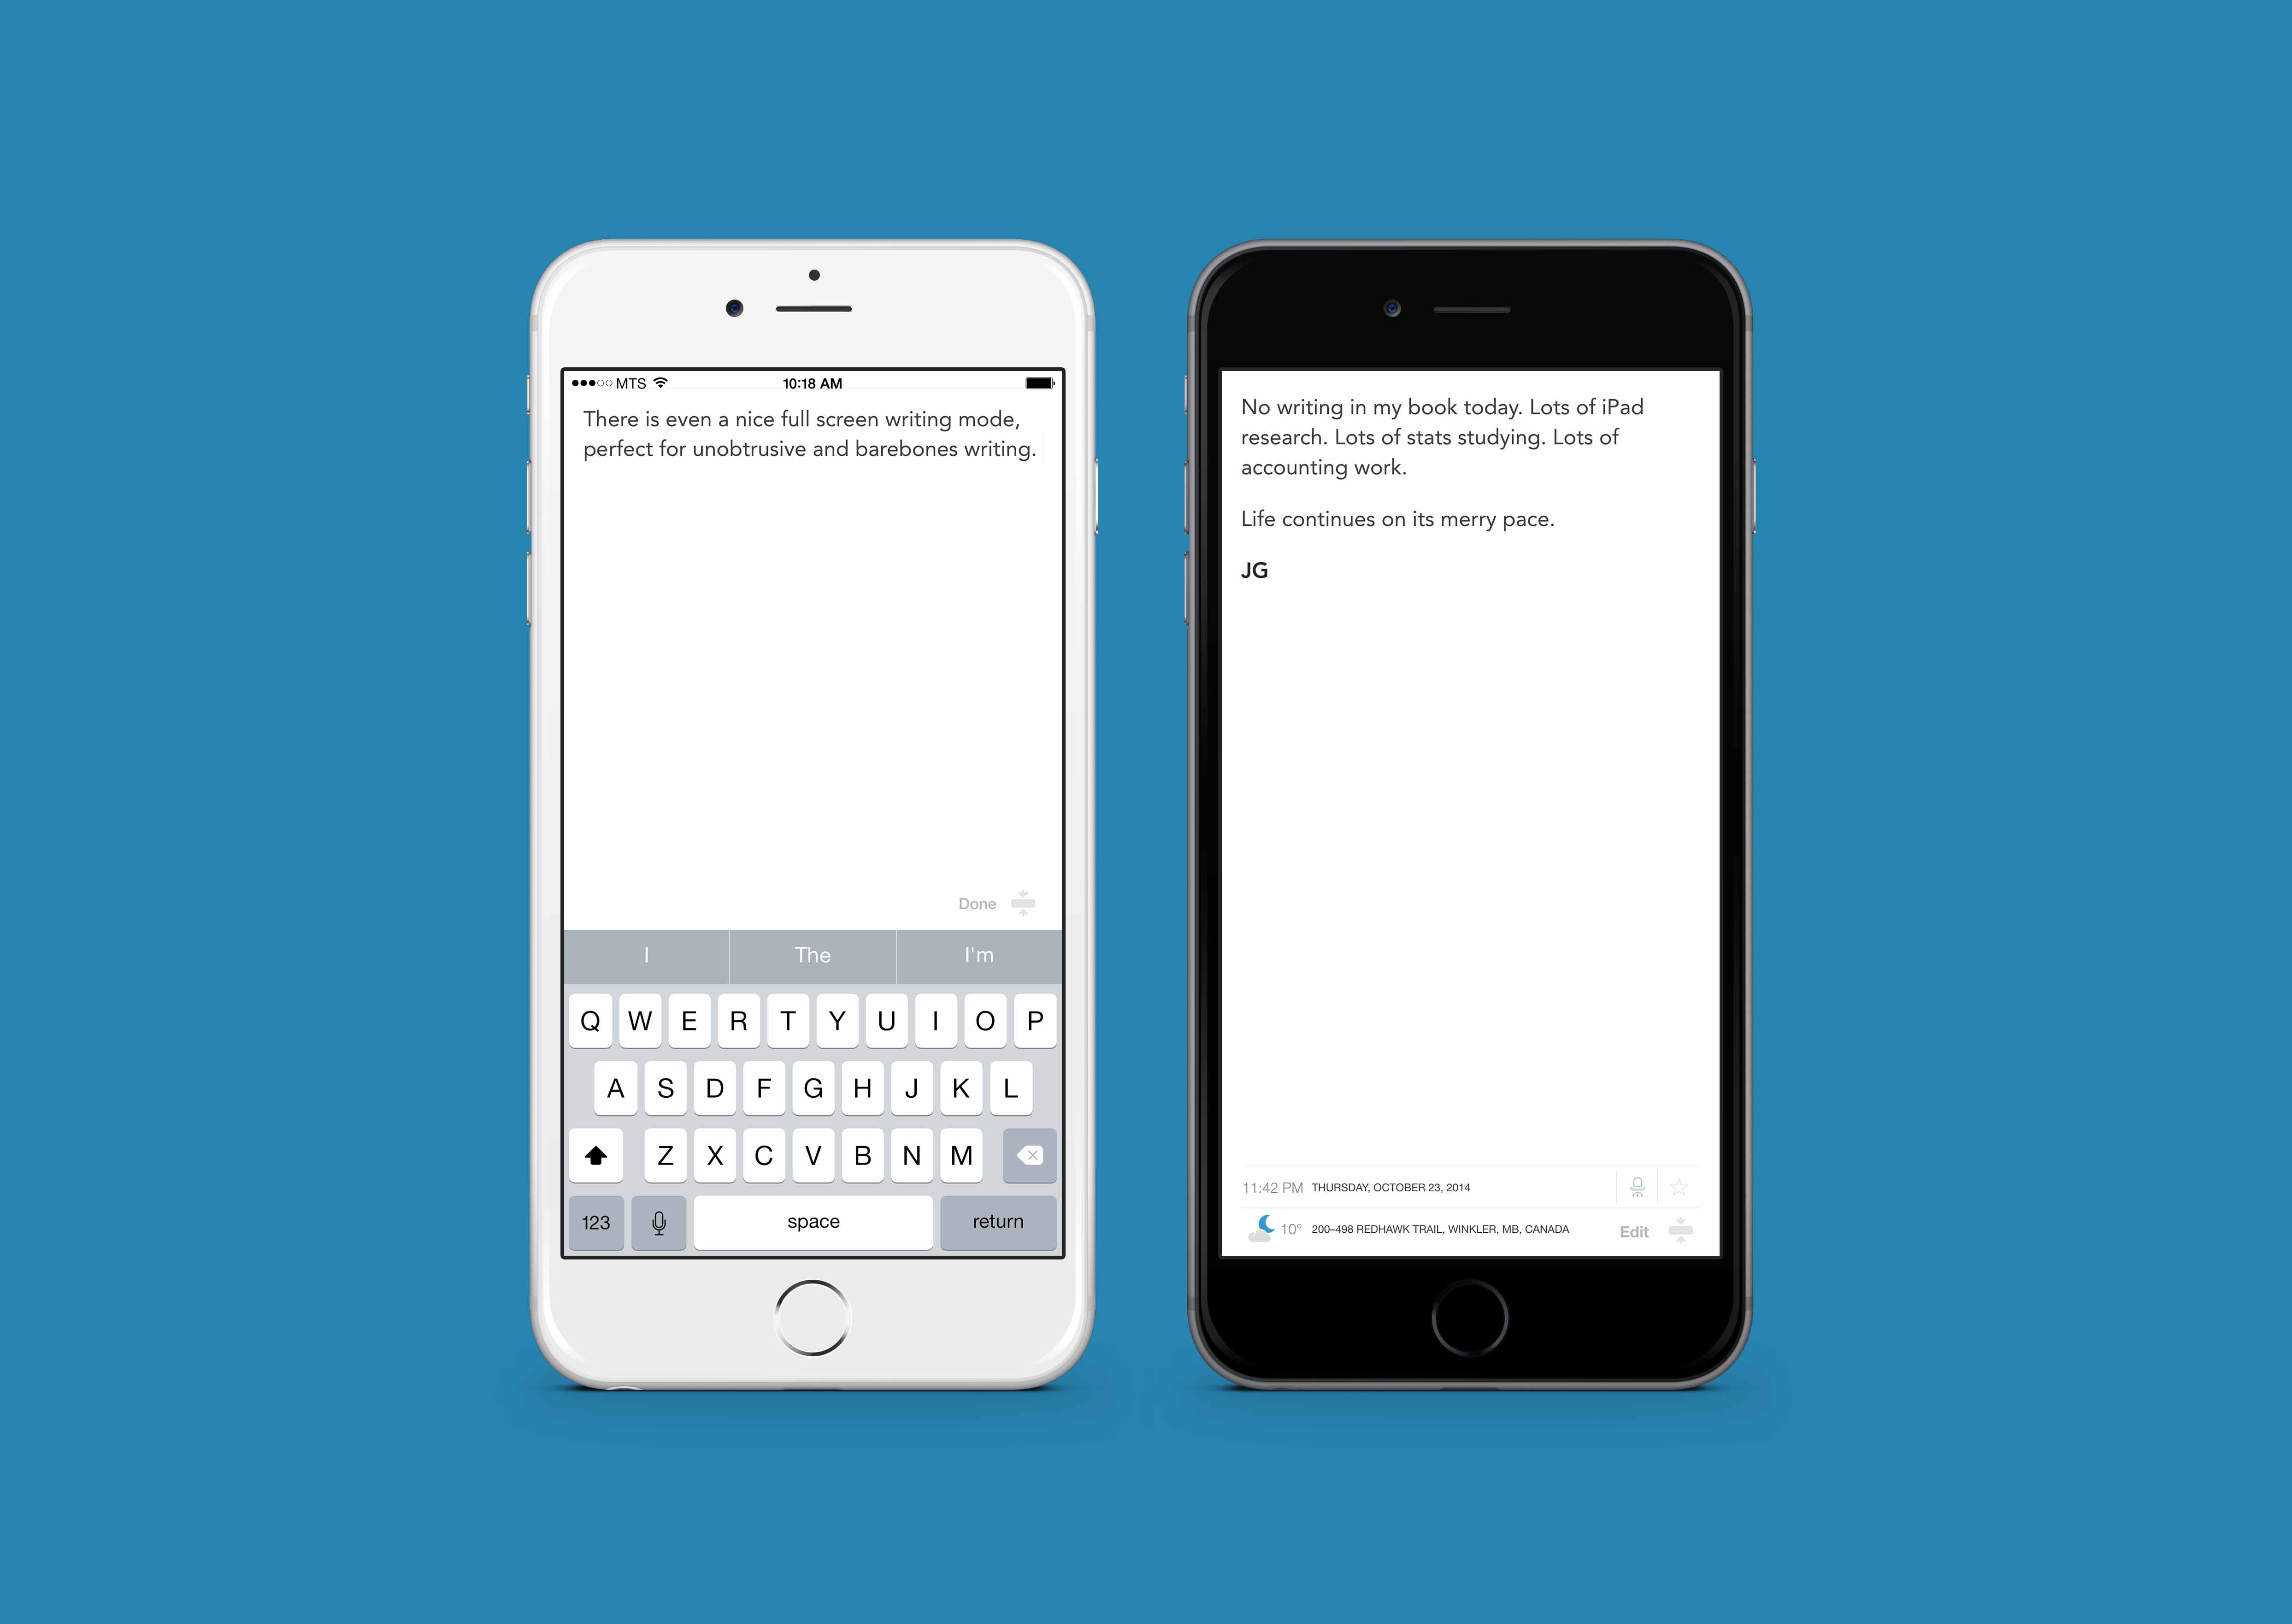 MTS 10:18 AM
There is even a nice full screen writing mode,
perfect for unobtrusive and barebones writing.
Done
I The I'm
Q W E R T Y U I O P
A S D F G H J K L
Z X C V B N M
123 space return
No writing in my book today. Lots of iPad
research. Lots of stats studying. Lots of
accounting work.
Life continues on its merry pace.
JG
11:42 PM THURSDAY, OCTOBER 23, 2014
10° 200–498 REDHAWK TRAIL, WINKLER, MB, CANADA Edit